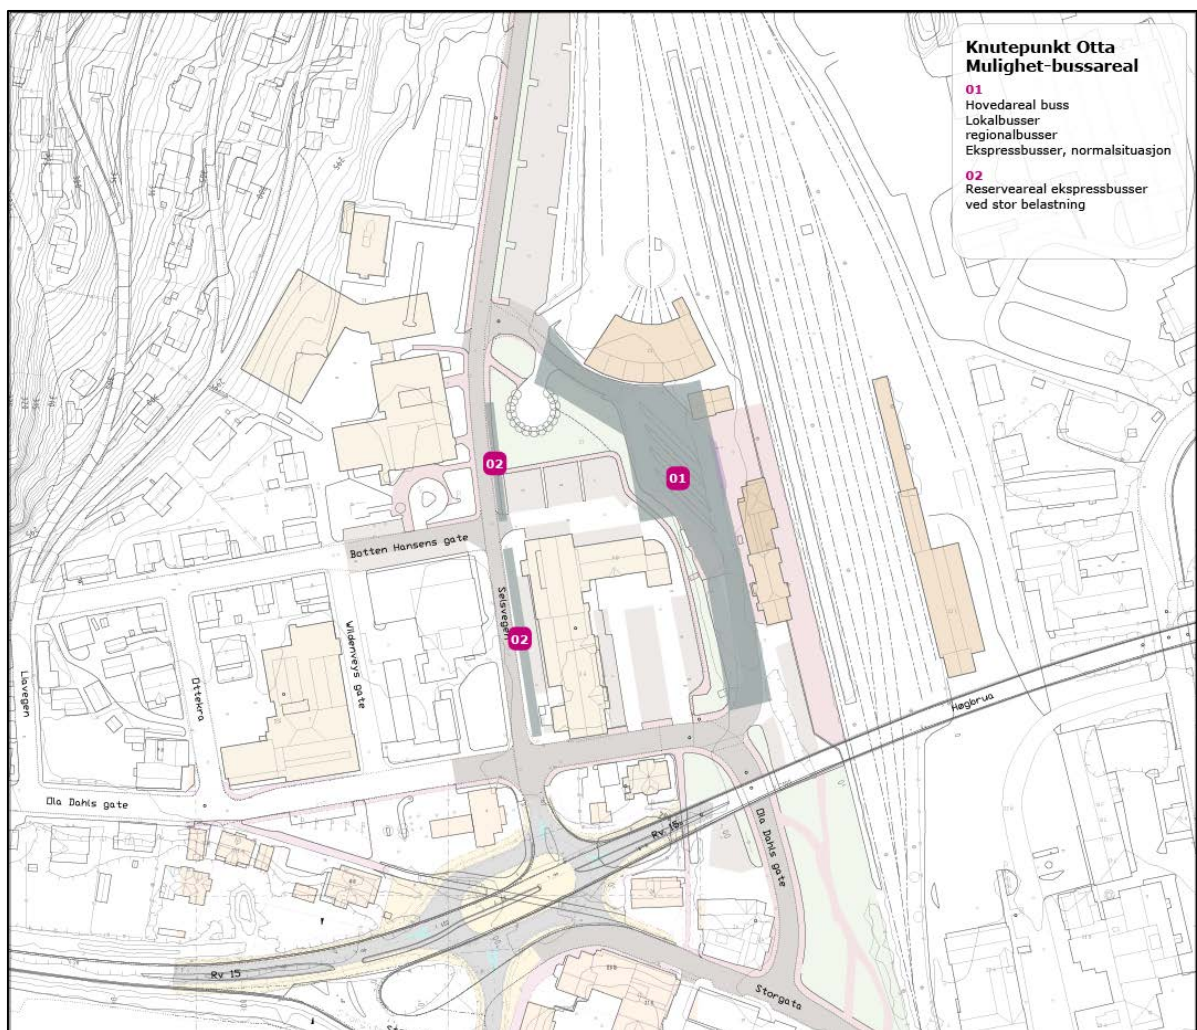 Knutepunkt Otta
Mulighet-bussareal
01
Hovedareal buss
Lokalbusser
regionalbusser
Ekspressbusser, normalsituasjon
02
Reserveareal ekspressbusser
ved stor belastning
02
01
Botten Hansens gate
Selsvegen
02
Wildenveys gate
Ottekra
Liavegen
Høgbrua
Ola Dahls gate
Rv 15
Ola Dahls gate
Rv 15
Storgata